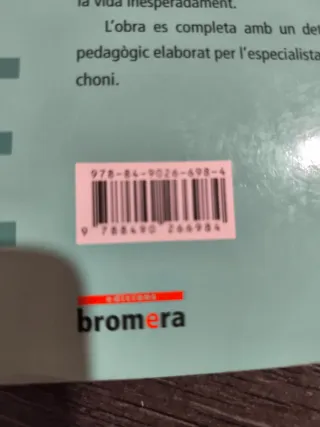 la vida inesperadament.
L'obra es completa amb un det
pedagògic elaborat per l'especialista
choni.
978-84-9026-698-4
9 788490 266984
edicions
bromera